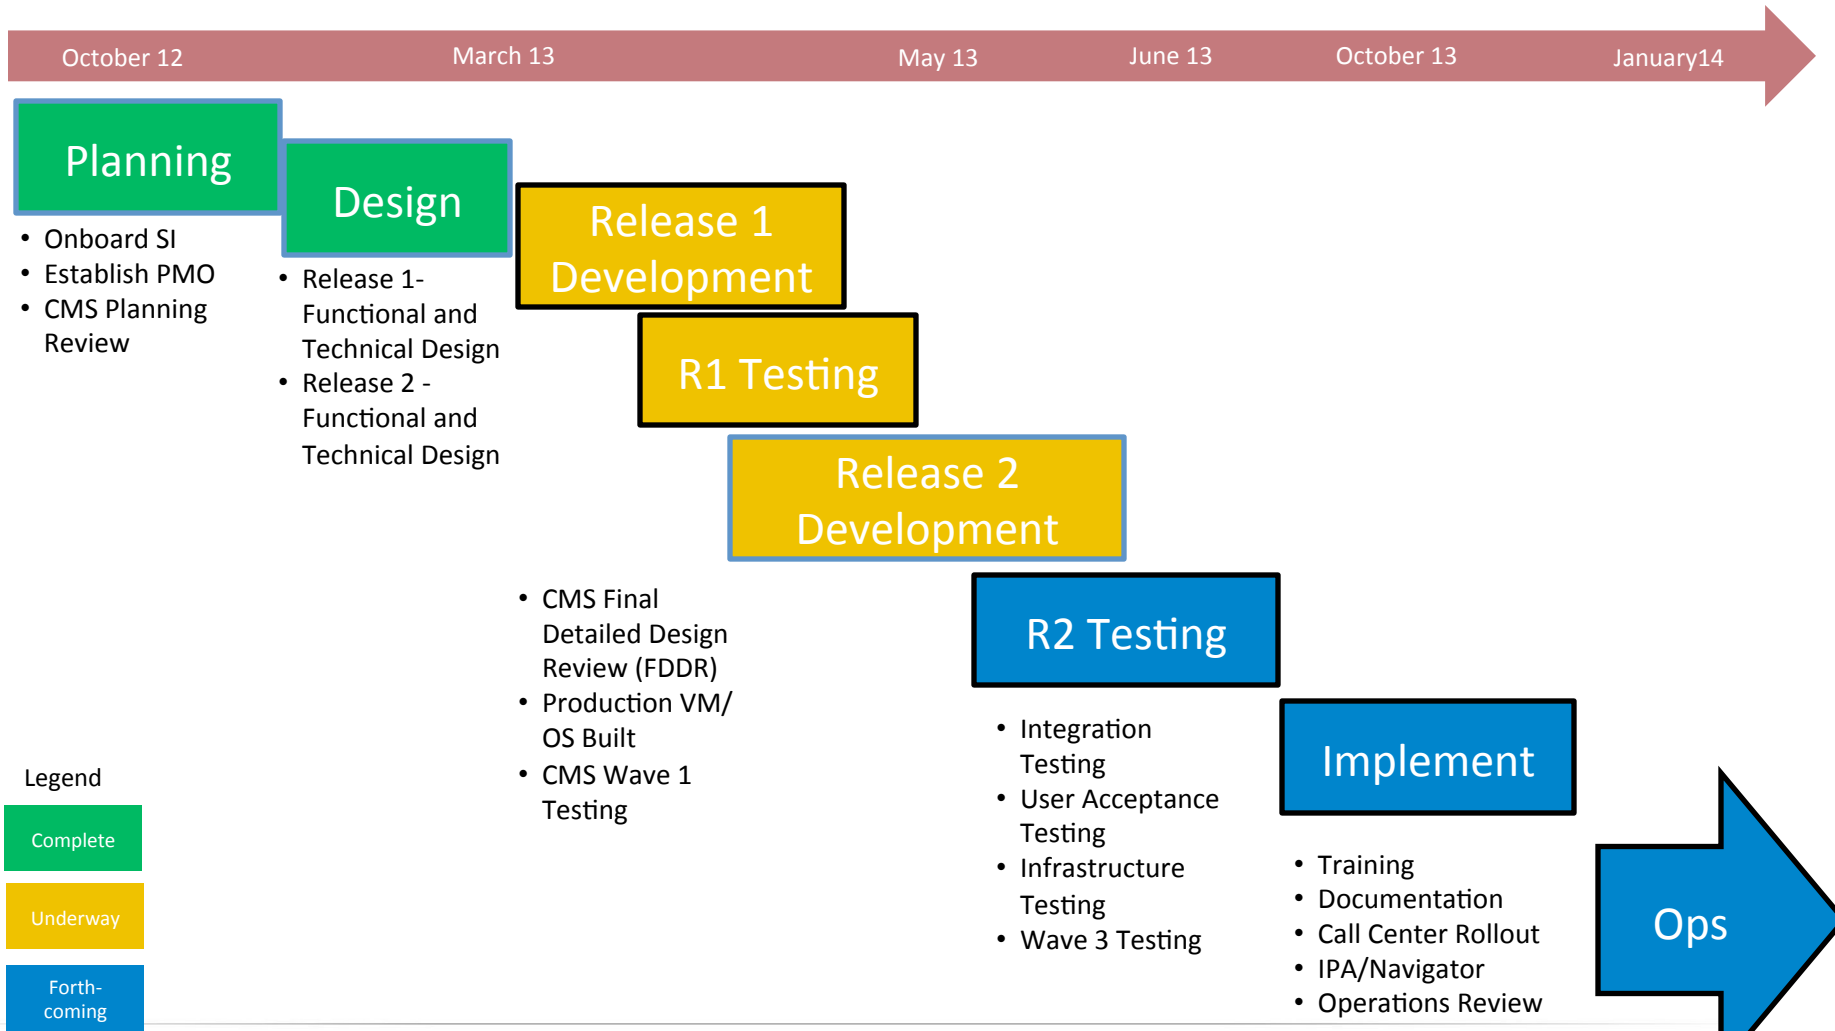 October 12
March 13
May 13
June 13
October 13
January14
Planning
• Onboard SI
• Establish PMO
• CMS Planning
Review
Design
• Release 1-
Functional and
Technical Design
• Release 2 -
Functional and
Technical Design
Release 1
Development
R1 Testing
Release 2
Development
• CMS Final
Detailed Design
Review (FDDR)
• Production VM/
OS Built
• CMS Wave 1
Testing
R2 Testing
• Integration
Testing
• User Acceptance
Testing
• Infrastructure
Testing
• Wave 3 Testing
Implement
• Training
• Documentation
• Call Center Rollout
• IPA/Navigator
• Operations Review
Ops
Legend
Complete
Underway
Forth-
coming